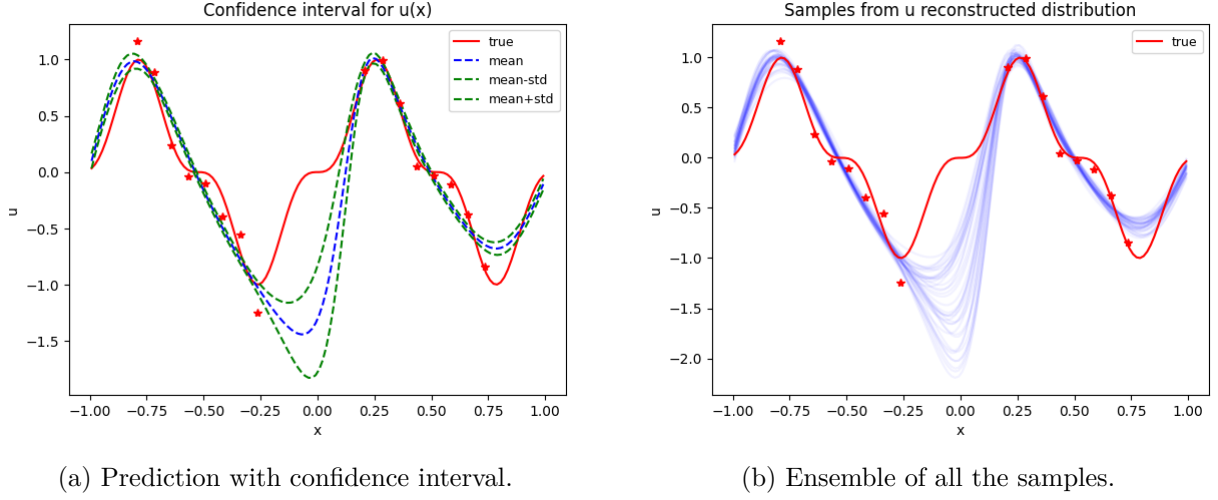 Confidence interval for u(x)
true
mean
mean-std
mean+std
1.0
0.5
0.0
−0.5
−1.0
−1.5
u
−1.00 −0.75 −0.50 −0.25 0.00 0.25 0.50 0.75 1.00
x
(a) Prediction with confidence interval.
Samples from u reconstructed distribution
true
1.0
0.5
0.0
−0.5
−1.0
−1.5
−2.0
u
−1.00 −0.75 −0.50 −0.25 0.00 0.25 0.50 0.75 1.00
x
(b) Ensemble of all the samples.